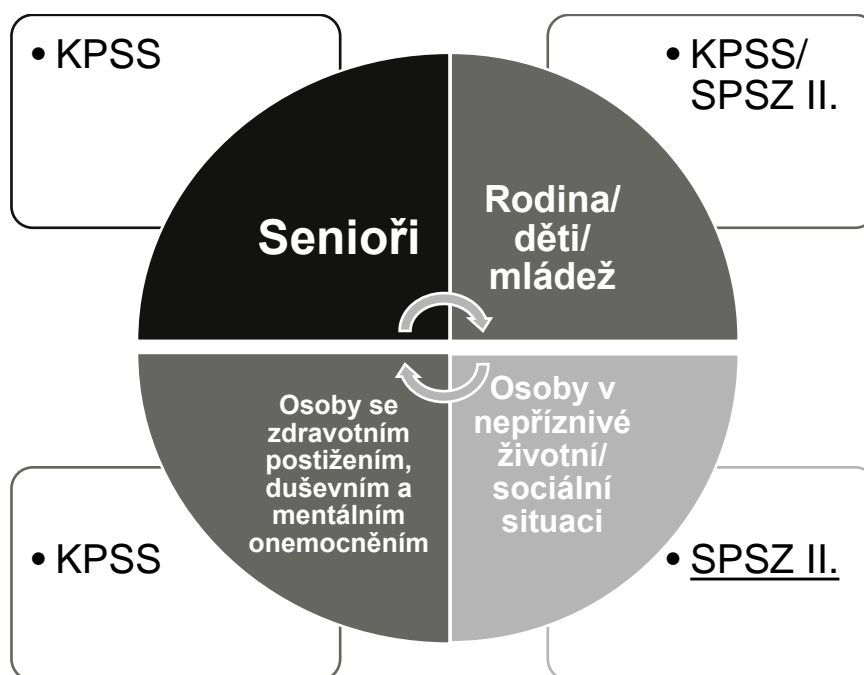 • KPSS
• KPSS/
SPSZ II.
Senioři
Rodina/
děti/
mládež
Osoby se
zdravotním
postižením,
duševním a
mentálním
onemocněním
Osoby v
nepříznivé
životní/
sociální
situaci
• KPSS
• SPSZ II.